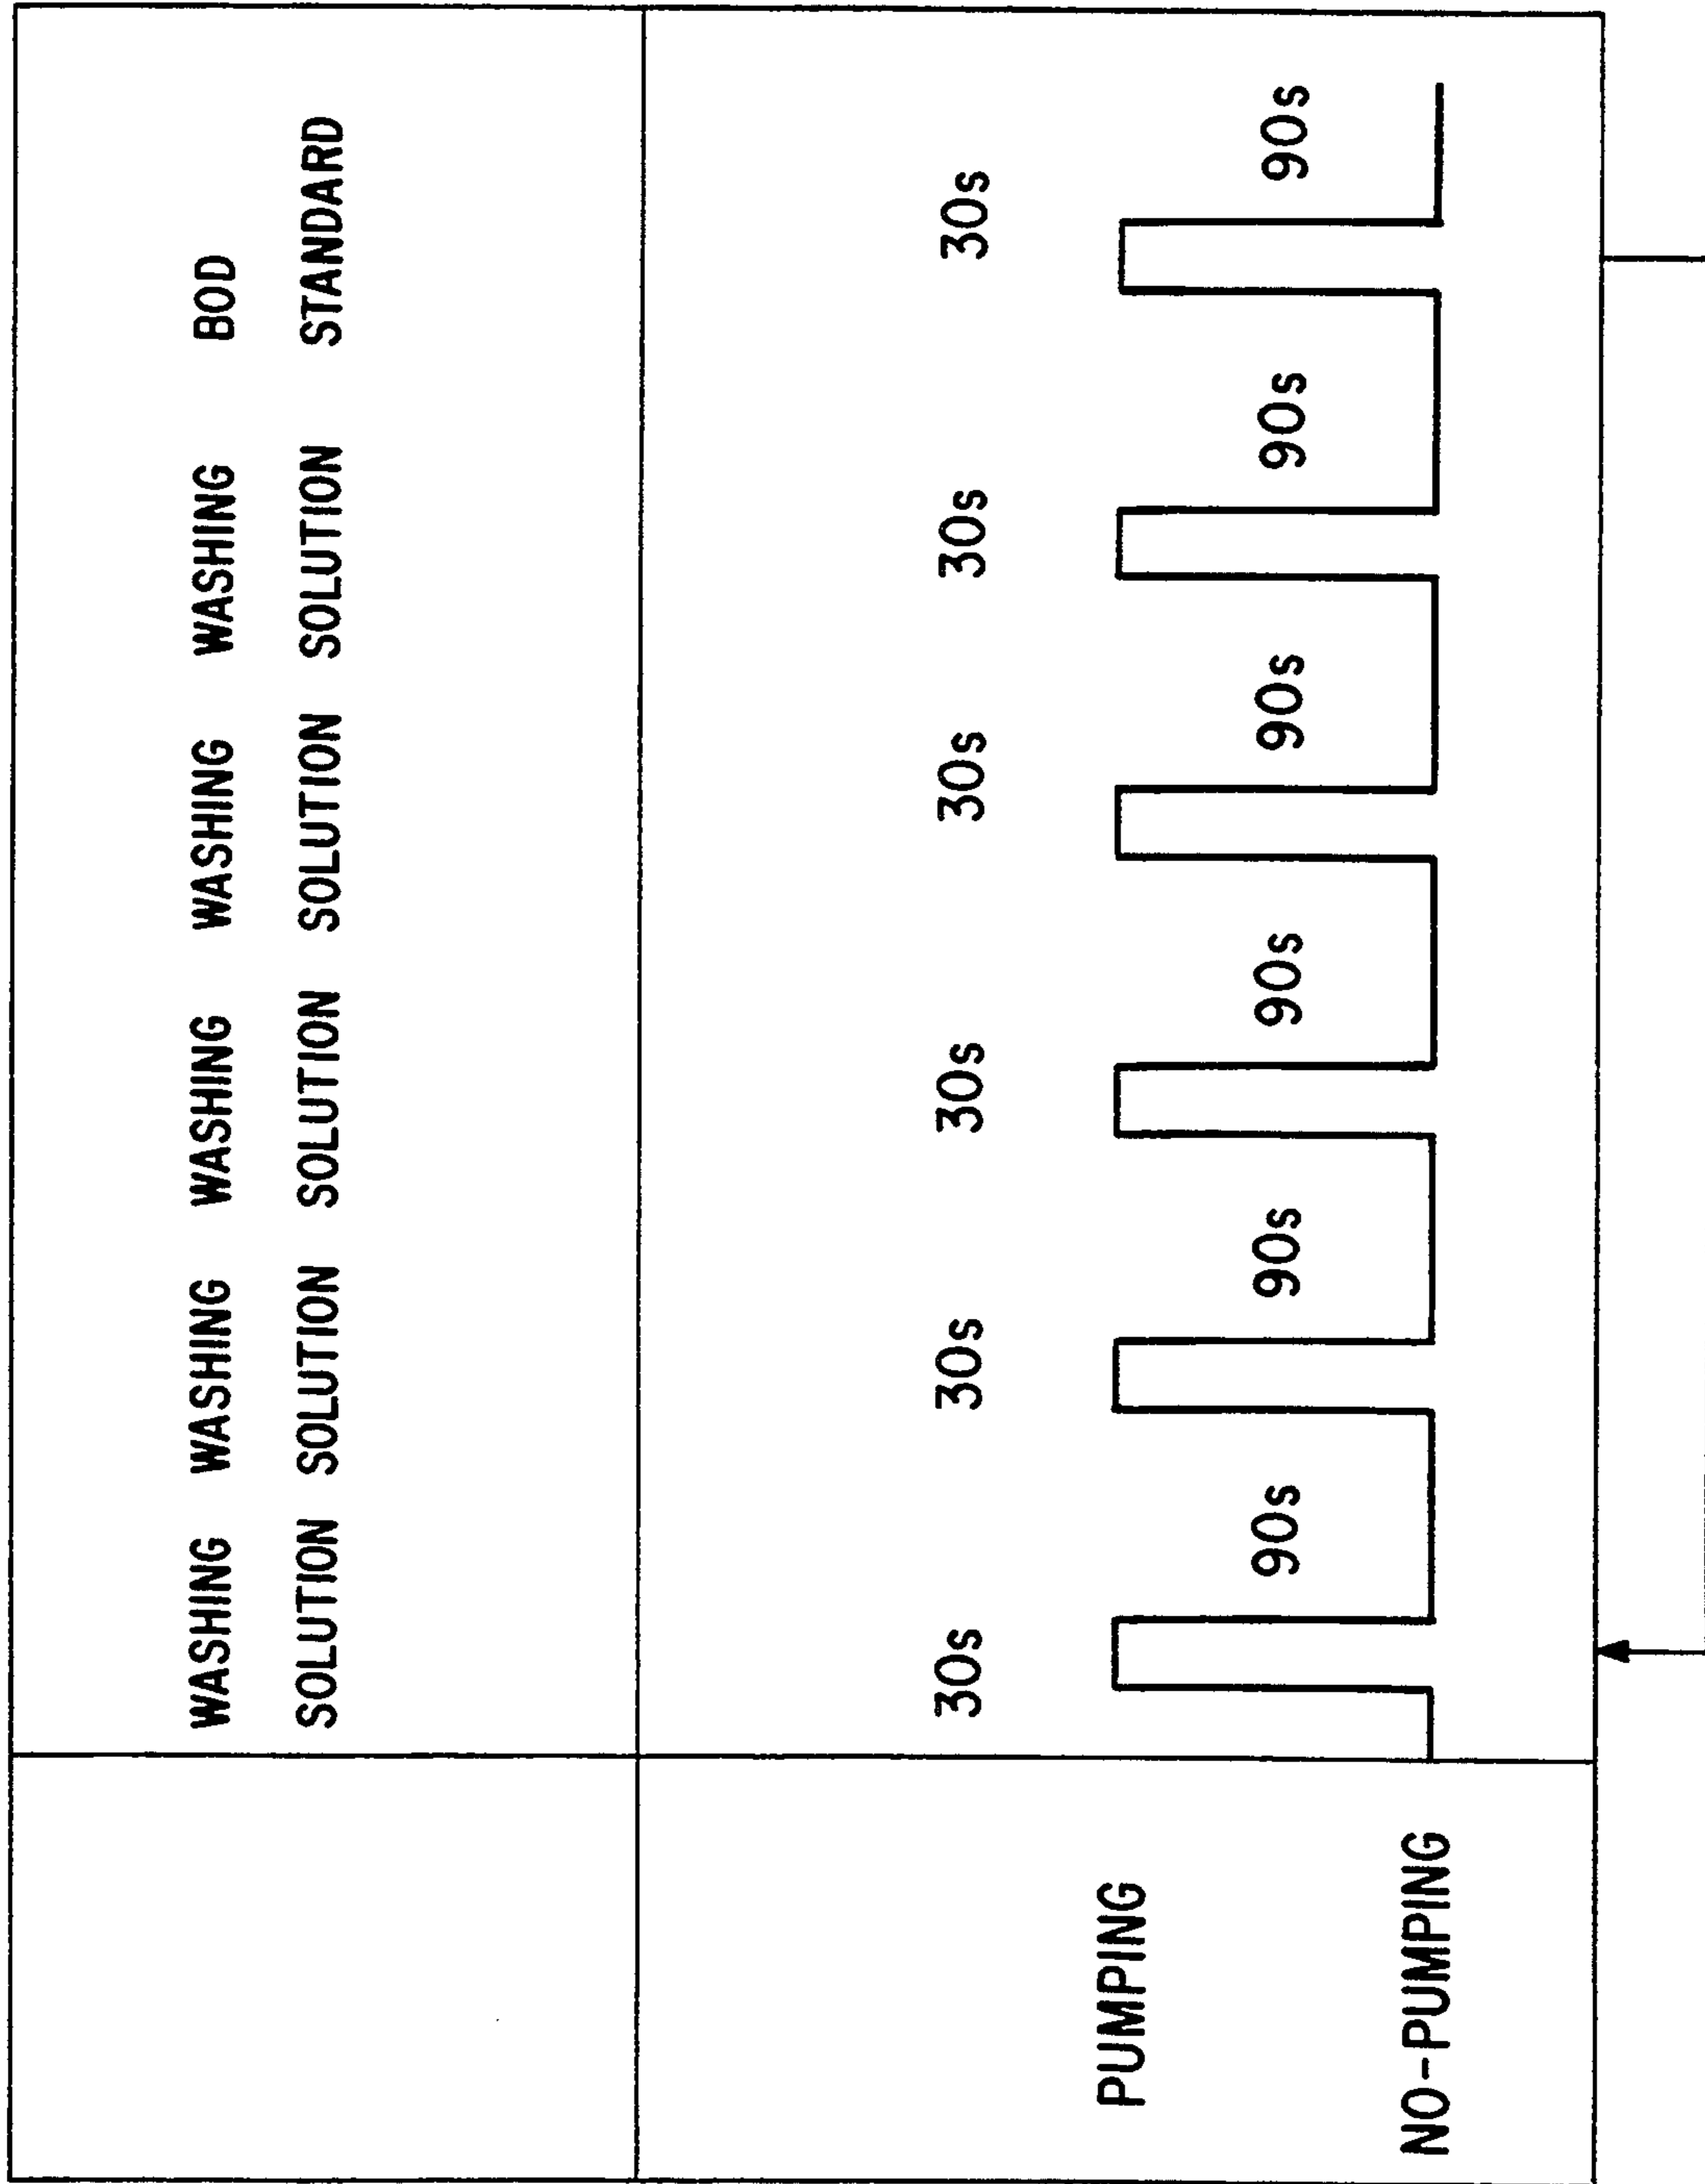 WASHING WASHING WASHING WASHING WASHING BOD
SOLUTION SOLUTION SOLUTION SOLUTION SOLUTION STANDARD
30s 30s 30s 30s 30s 30s
PUMPING
90s 90s 90s 90s 90s 90s
NO-PUMPING